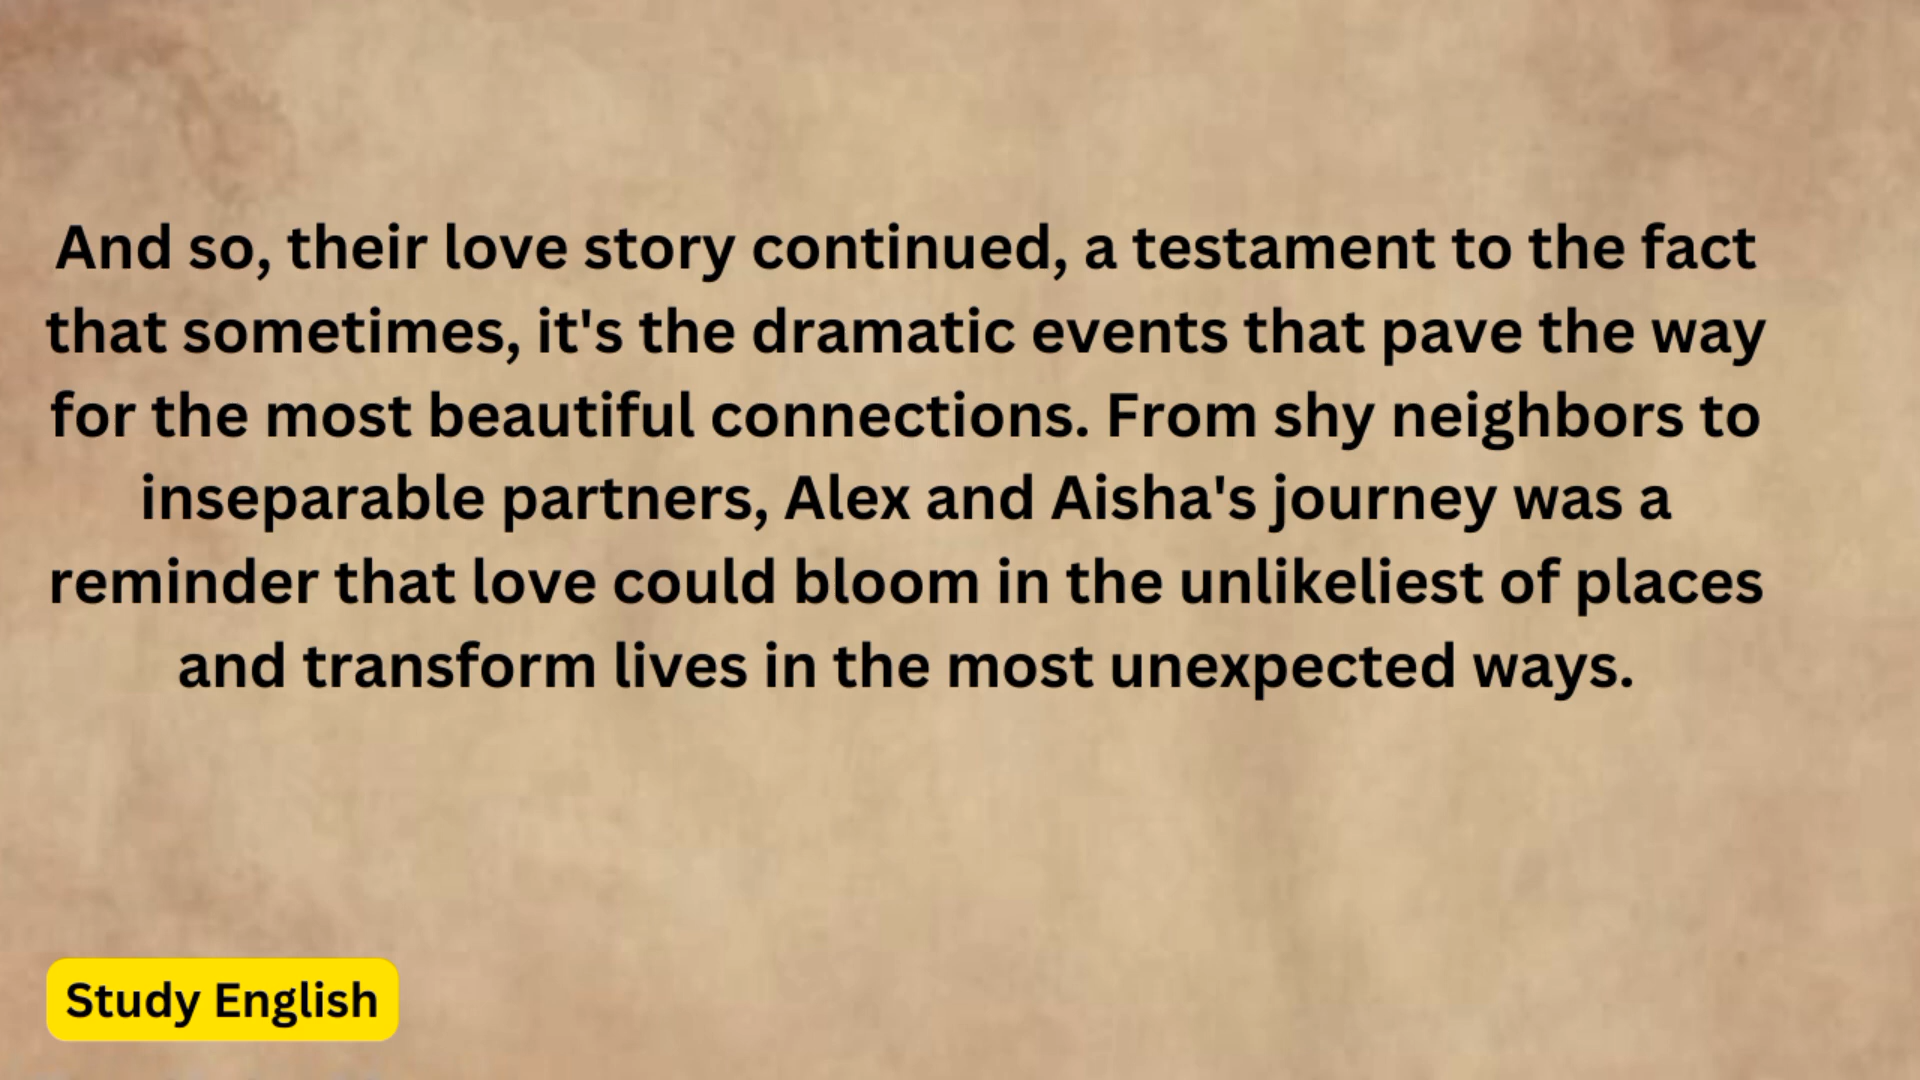 And so, their love story continued, a testament to the fact
that sometimes, it's the dramatic events that pave the way
for the most beautiful connections. From shy neighbors to
inseparable partners, Alex and Aisha's journey was a
reminder that love could bloom in the unlikeliest of places
and transform lives in the most unexpected ways.
Study English